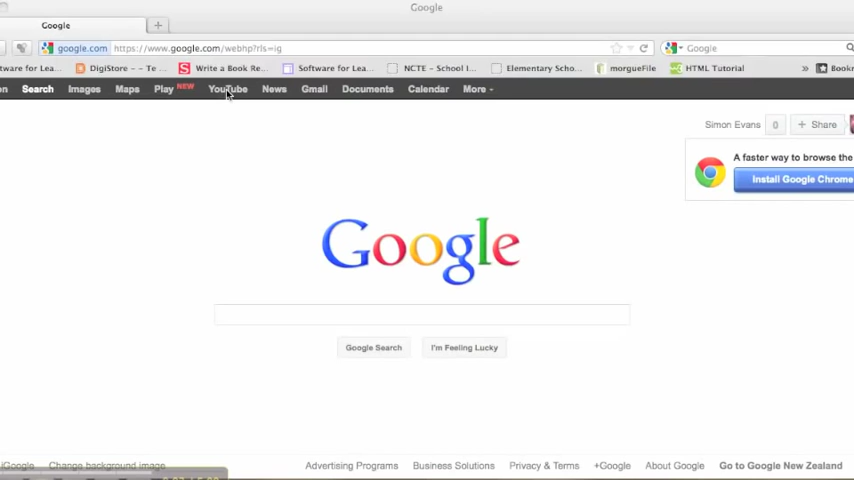 Google
Google
google.com https://www.google.com/webhp?rls=ig Google
ftware for Lea... DigiStore -- Te ... Write a Book Re... Software for Lea... NCTE - School I... Elementary Scho... morgueFile HTML Tutorial » Bookn
on Search Images Maps Play NEW YouTube News Gmail Documents Calendar More
Simon Evans 0 + Share
A faster way to browse the
Install Google Chrome
Google
Google Search I'm Feeling Lucky
iGoogle Change background image Advertising Programs Business Solutions Privacy & Terms +Google About Google Go to Google New Zealand